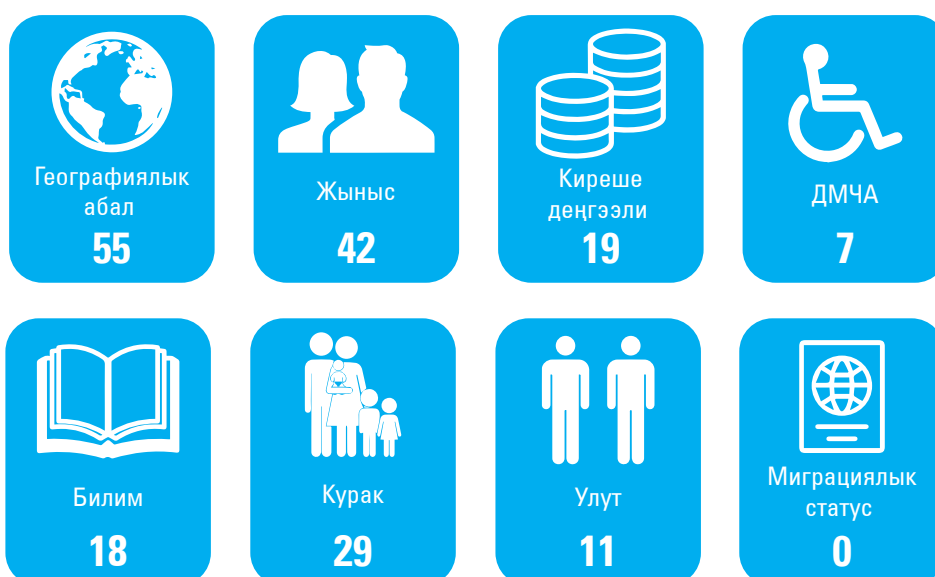 Географиялык
абал
55
Жыныс
42
Киреше
деңгээли
19
ДМЧА
7
Билим
18
Курак
29
Улут
11
Миграциялык
статус
0